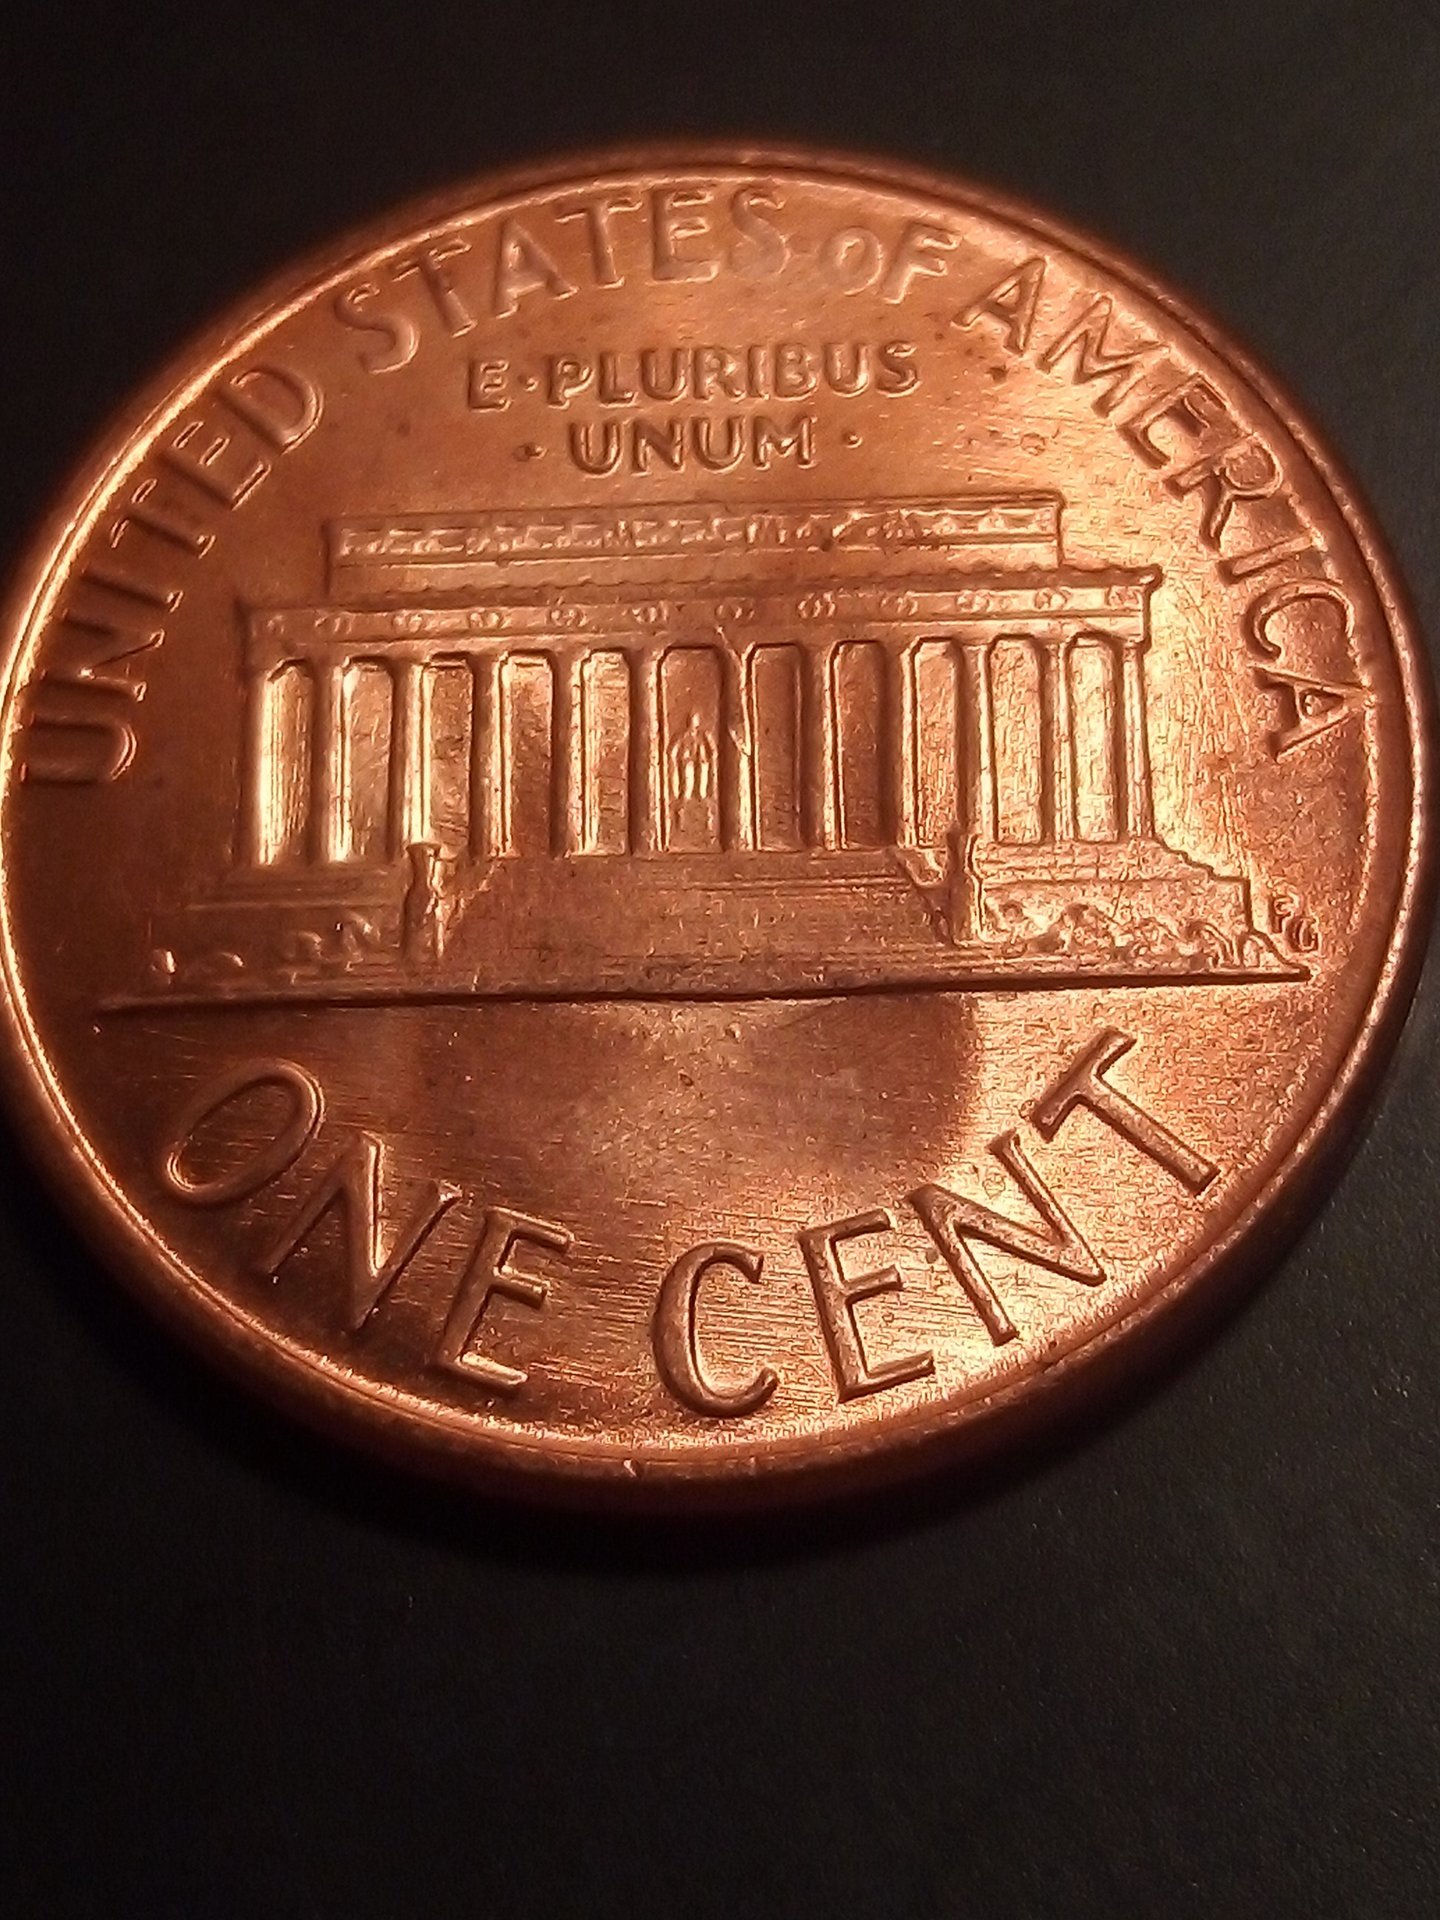 UNITED STATES OF AMERICA
E·PLURIBUS
·UNUM·
FG
ONE CENT